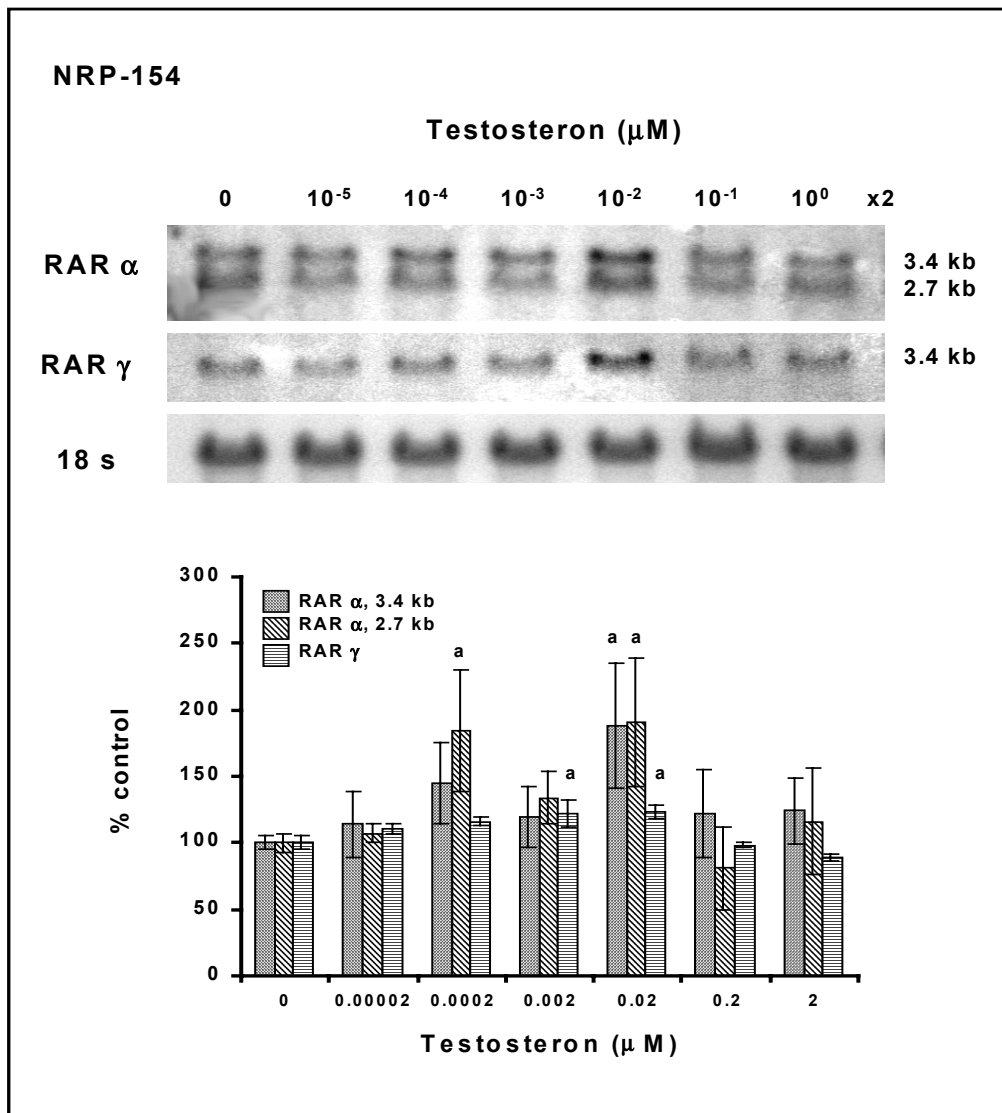 NRP-154
Testosteron (μM)
0 10⁻⁵ 10⁻⁴ 10⁻³ 10⁻² 10⁻¹ 10⁰ x2
RAR α
3.4 kb
2.7 kb
RAR γ
3.4 kb
18 s
300
250
200
150
100
50
0
% control
RAR α, 3.4 kb
RAR α, 2.7 kb
RAR γ
a
a
a a
a
0 0.00002 0.0002 0.002 0.02 0.2 2
Testosteron (μ M)